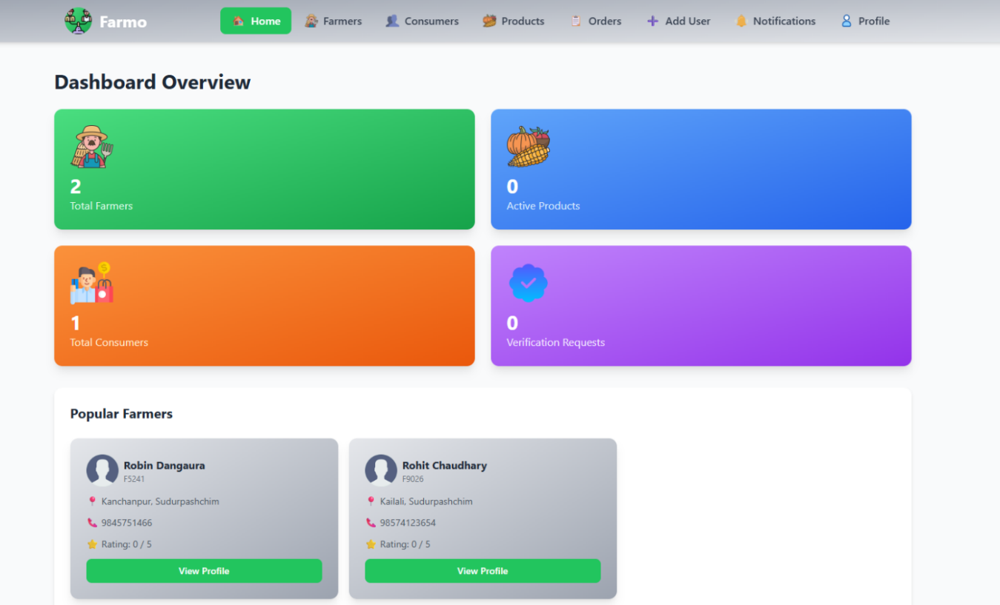 Farmo
Home
Farmers
Consumers
Products
Orders
Add User
Notifications
Profile
Dashboard Overview
2
Total Farmers
0
Active Products
1
Total Consumers
0
Verification Requests
Popular Farmers
Robin Dangaura
F5241
Kanchanpur, Sudurpashchim
9845751466
Rating: 0 / 5
View Profile
Rohit Chaudhary
F9026
Kailali, Sudurpashchim
98574123654
Rating: 0 / 5
View Profile